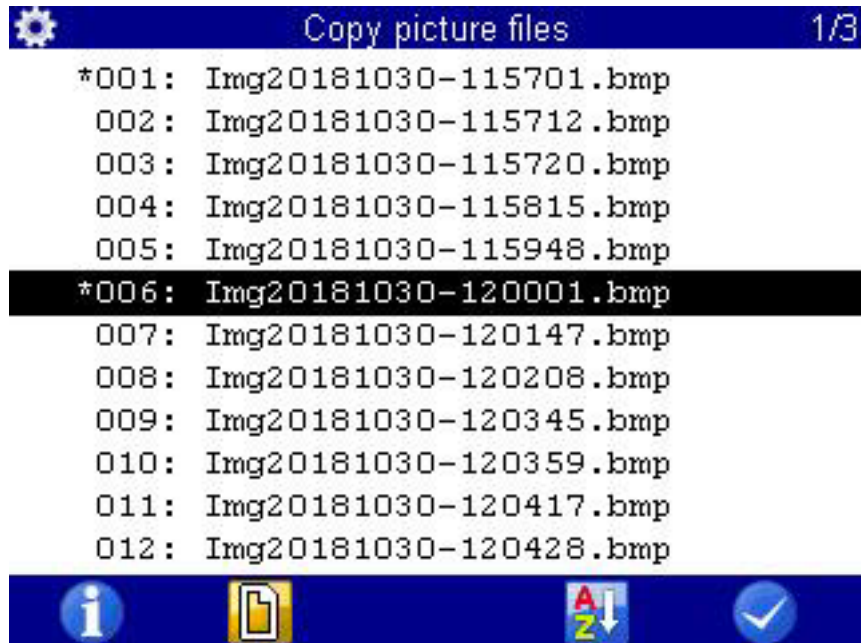 Copy picture files 1/3
*001: Img20181030-115701.bmp
002: Img20181030-115712.bmp
003: Img20181030-115720.bmp
004: Img20181030-115815.bmp
005: Img20181030-115948.bmp
*006: Img20181030-120001.bmp
007: Img20181030-120147.bmp
008: Img20181030-120208.bmp
009: Img20181030-120345.bmp
010: Img20181030-120359.bmp
011: Img20181030-120417.bmp
012: Img20181030-120428.bmp
i A Z